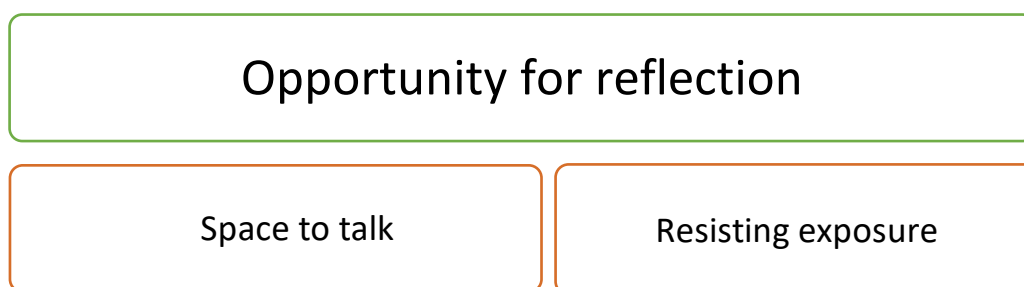 Opportunity for reflection
Space to talk
Resisting exposure